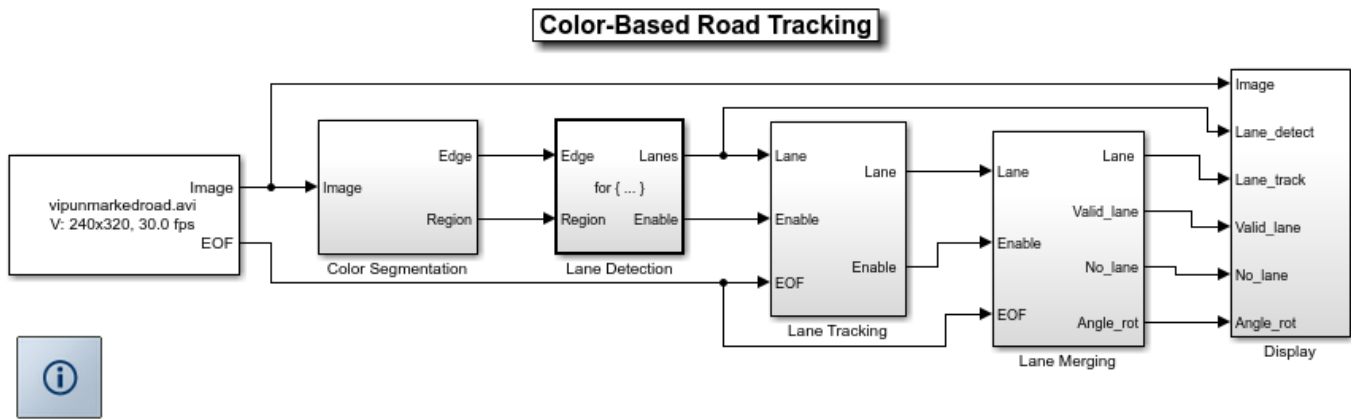 Color-Based Road Tracking
vipunmarkedroad.avi
V: 240x320, 30.0 fps
Image
EOF
Image
Edge
Region
Color Segmentation
Edge
Region
for { ... }
Lanes
Enable
Lane Detection
Lane
Enable
EOF
Lane
Enable
Lane Tracking
Lane
Enable
EOF
Lane
Valid_lane
No_lane
Angle_rot
Lane Merging
Image
Lane_detect
Lane_track
Valid_lane
No_lane
Angle_rot
Display
i